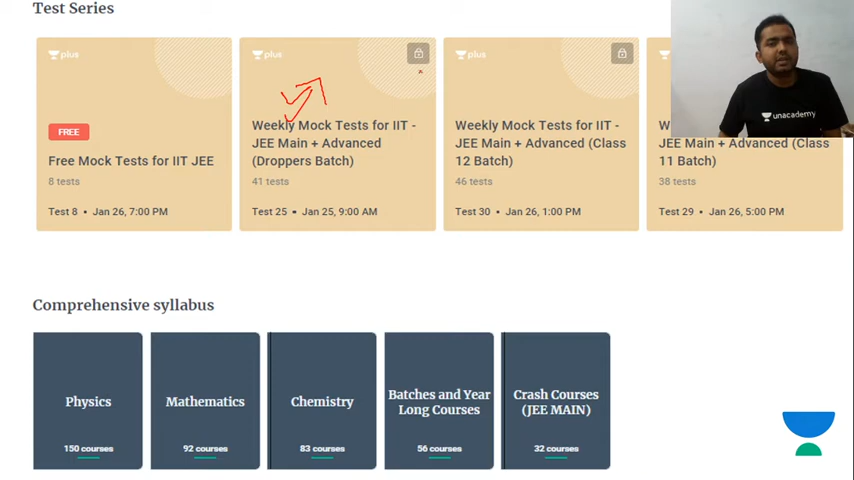 Test Series
plus
FREE
Free Mock Tests for IIT JEE
8 tests
Test 8 • Jan 26, 7:00 PM
plus
Weekly Mock Tests for IIT -
JEE Main + Advanced
(Droppers Batch)
41 tests
Test 25 • Jan 25, 9:00 AM
plus
Weekly Mock Tests for IIT -
JEE Main + Advanced (Class
12 Batch)
46 tests
Test 30 • Jan 26, 1:00 PM
JEE Main + Advanced (Class
11 Batch)
38 tests
Test 29 • Jan 26, 5:00 PM
unacademy
Comprehensive syllabus
Physics
150 courses
Mathematics
92 courses
Chemistry
83 courses
Batches and Year
Long Courses
56 courses
Crash Courses
(JEE MAIN)
32 courses